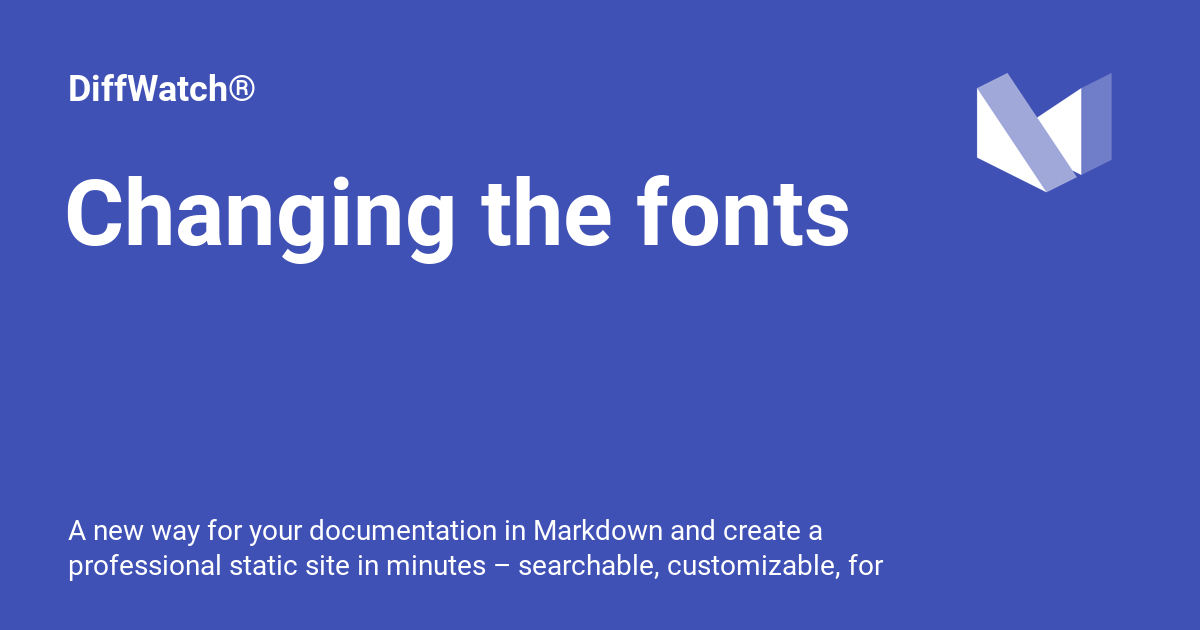 DiffWatch®
Changing the fonts
A new way for your documentation in Markdown and create a
professional static site in minutes – searchable, customizable, for